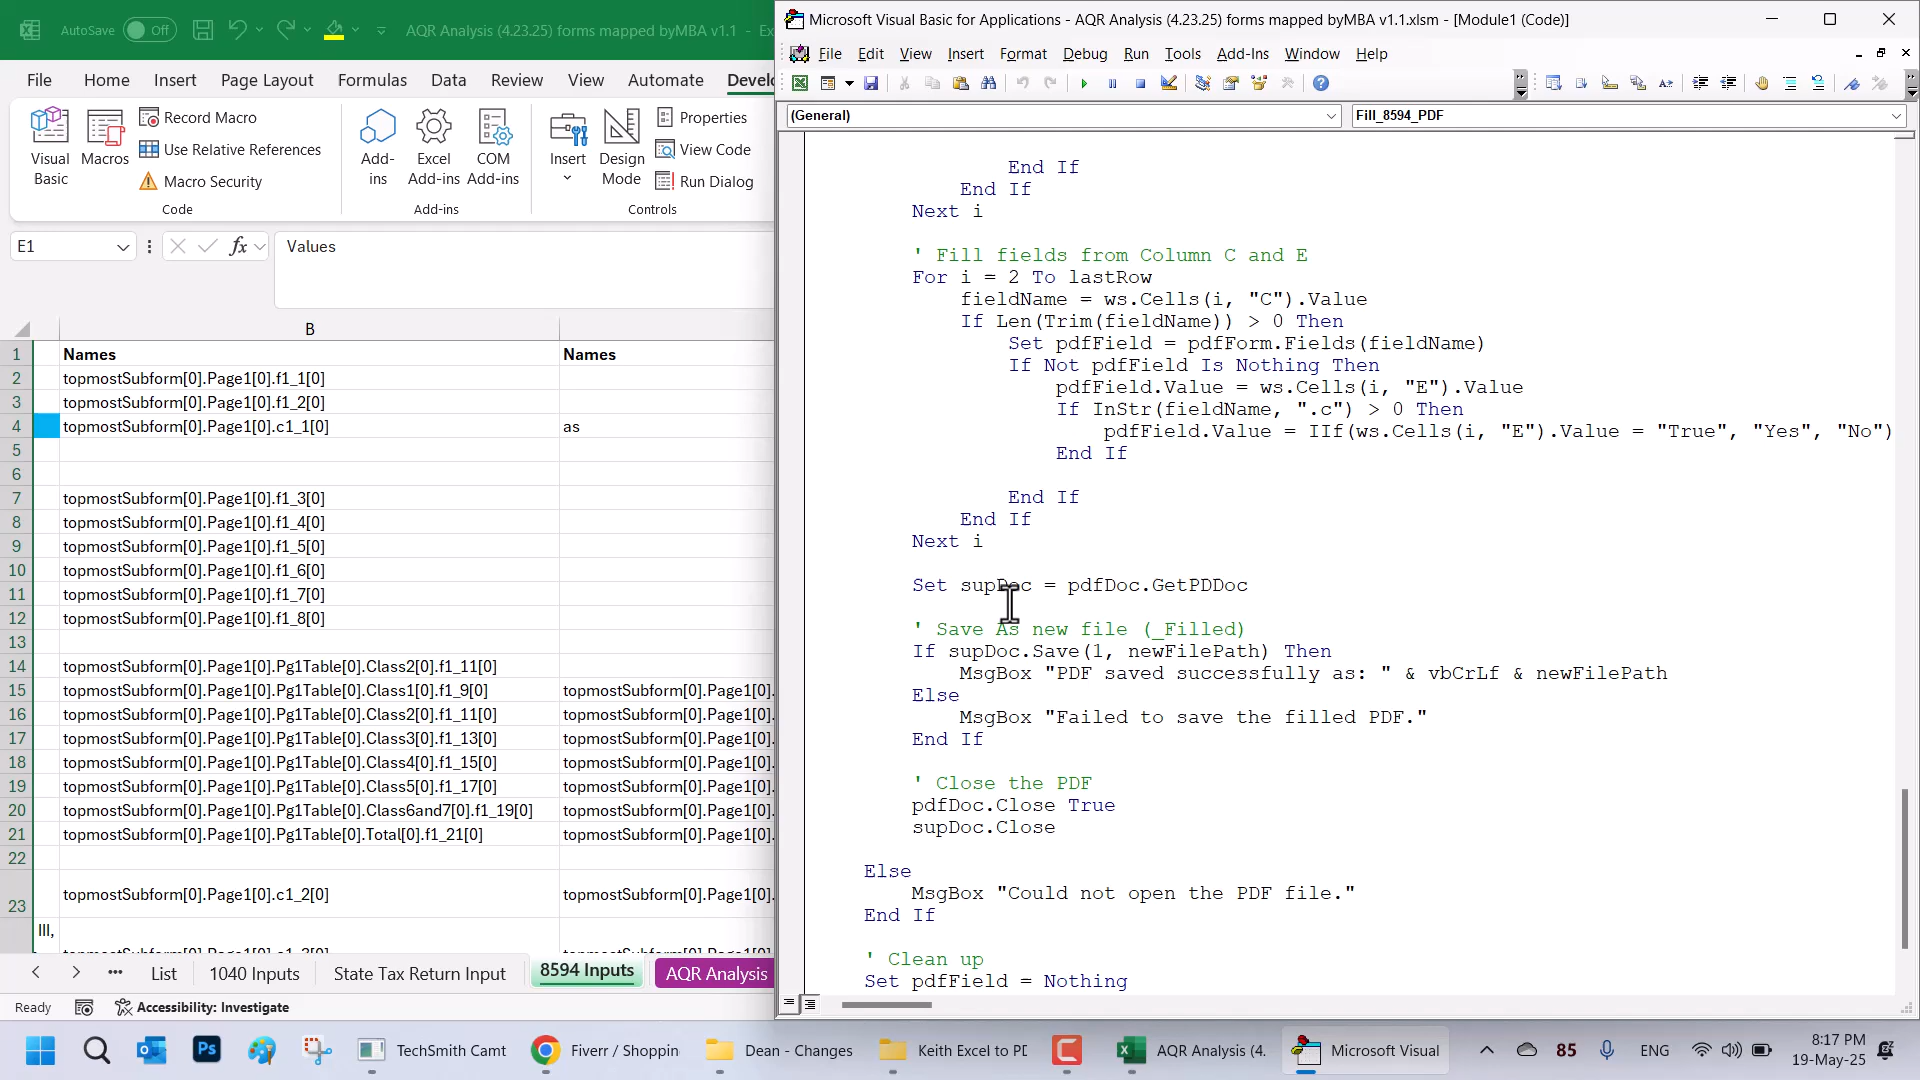 AutoSave Off AQR Analysis (4.23.25) forms mapped byMBA v1.1 - Ex
File Home Insert Page Layout Formulas Data Review View Automate Develo
Visual Basic
Macros
Record Macro
Use Relative References
Macro Security
Code
Add-ins
Excel Add-ins
COM Add-ins
Add-ins
Insert
Design Mode
Properties
View Code
Run Dialog
Controls
E1 fx Values
B
1 Names Names
2 topmostSubform[0].Page1[0].f1_1[0]
3 topmostSubform[0].Page1[0].f1_2[0]
4 topmostSubform[0].Page1[0].c1_1[0] as
5
6
7 topmostSubform[0].Page1[0].f1_3[0]
8 topmostSubform[0].Page1[0].f1_4[0]
9 topmostSubform[0].Page1[0].f1_5[0]
10 topmostSubform[0].Page1[0].f1_6[0]
11 topmostSubform[0].Page1[0].f1_7[0]
12 topmostSubform[0].Page1[0].f1_8[0]
13
14 topmostSubform[0].Page1[0].Pg1Table[0].Class2[0].f1_11[0]
15 topmostSubform[0].Page1[0].Pg1Table[0].Class1[0].f1_9[0] topmostSubform[0].Page1[0].
16 topmostSubform[0].Page1[0].Pg1Table[0].Class2[0].f1_11[0] topmostSubform[0].Page1[0].
17 topmostSubform[0].Page1[0].Pg1Table[0].Class3[0].f1_13[0] topmostSubform[0].Page1[0].
18 topmostSubform[0].Page1[0].Pg1Table[0].Class4[0].f1_15[0] topmostSubform[0].Page1[0].
19 topmostSubform[0].Page1[0].Pg1Table[0].Class5[0].f1_17[0] topmostSubform[0].Page1[0].
20 topmostSubform[0].Page1[0].Pg1Table[0].Class6and7[0].f1_19[0] topmostSubform[0].Page1[0].
21 topmostSubform[0].Page1[0].Pg1Table[0].Total[0].f1_21[0] topmostSubform[0].Page1[0].
22
23 topmostSubform[0].Page1[0].c1_2[0] topmostSubform[0].Page1[0].
III,
List 1040 Inputs State Tax Return Input 8594 Inputs AQR Analysis
Ready Accessibility: Investigate
Microsoft Visual Basic for Applications - AQR Analysis (4.23.25) forms mapped byMBA v1.1.xlsm - [Module1 (Code)]
File Edit View Insert Format Debug Run Tools Add-Ins Window Help
(General) Fill_8594_PDF
End If
End If
Next i
' Fill fields from Column C and E
For i = 2 To lastRow
fieldName = ws.Cells(i, "C").Value
If Len(Trim(fieldName)) > 0 Then
Set pdfField = pdfForm.Fields(fieldName)
If Not pdfField Is Nothing Then
pdfField.Value = ws.Cells(i, "E").Value
If InStr(fieldName, ".c") > 0 Then
pdfField.Value = IIf(ws.Cells(i, "E").Value = "True", "Yes", "No")
End If
End If
End If
Next i
Set supDoc = pdfDoc.GetPDDoc
' Save As new file (_Filled)
If supDoc.Save(1, newFilePath) Then
MsgBox "PDF saved successfully as: " & vbCrLf & newFilePath
Else
MsgBox "Failed to save the filled PDF."
End If
' Close the PDF
pdfDoc.Close True
supDoc.Close
Else
MsgBox "Could not open the PDF file."
End If
' Clean up
Set pdfField = Nothing
Ps TechSmith Camt Fiverr / Shoppin Dean - Changes Keith Excel to PD AQR Analysis (4. Microsoft Visual 85 ENG 8:17 PM
19-May-25